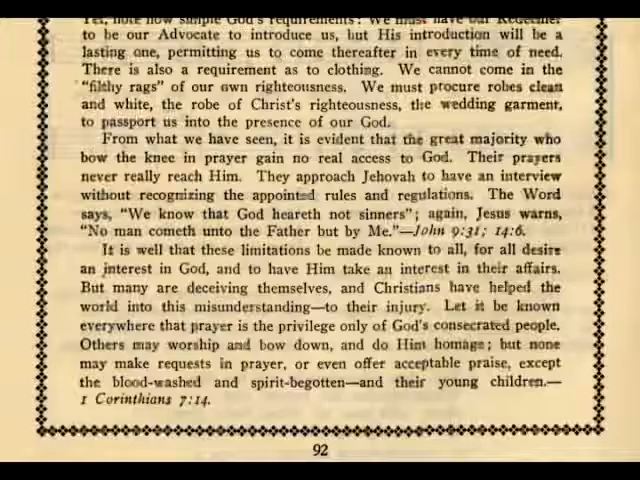 Yet, note how simple God's requirements! We must have our Redeemer
to be our Advocate to introduce us, but His introduction will be a
lasting one, permitting us to come thereafter in every time of need.
There is also a requirement as to clothing. We cannot come in the
"filthy rags" of our own righteousness. We must procure robes clean
and white, the robe of Christ's righteousness, the wedding garment,
to passport us into the presence of our God.
From what we have seen, it is evident that the great majority who
bow the knee in prayer gain no real access to God. Their prayers
never really reach Him. They approach Jehovah to have an interview
without recognizing the appointed rules and regulations. The Word
says, "We know that God heareth not sinners"; again, Jesus warns,
"No man cometh unto the Father but by Me."—John 9:31; 14:6.
It is well that these limitations be made known to all, for all desire
an interest in God, and to have Him take an interest in their affairs.
But many are deceiving themselves, and Christians have helped the
world into this misunderstanding—to their injury. Let it be known
everywhere that prayer is the privilege only of God's consecrated people.
Others may worship and bow down, and do Him homage; but none
may make requests in prayer, or even offer acceptable praise, except
the blood-washed and spirit-begotten—and their young children.—
1 Corinthians 7:14.
92